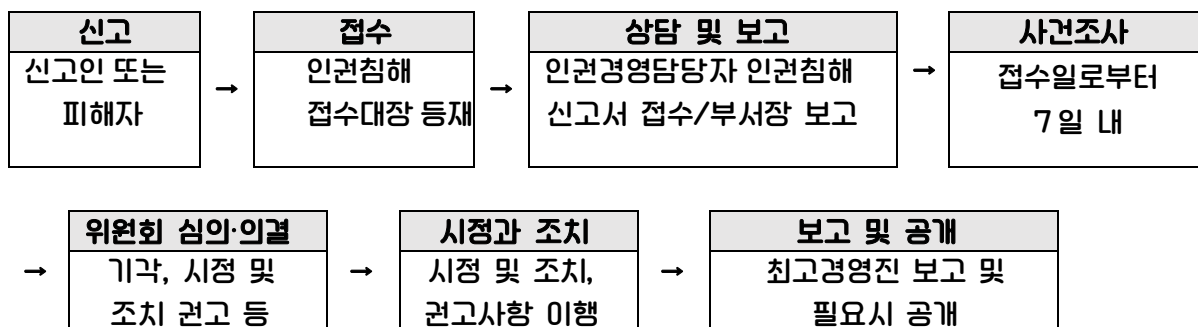 신고
신고인 또는
피해자
→
접수
인권침해
접수대장 등재
→
상담 및 보고
인권경영담당자 인권침해
신고서 접수/부서장 보고
→
사건조사
접수일로부터
7일 내
→
위원회 심의·의결
기각, 시정 및
조치 권고 등
→
시정과 조치
시정 및 조치,
권고사항 이행
→
보고 및 공개
최고경영진 보고 및
필요시 공개